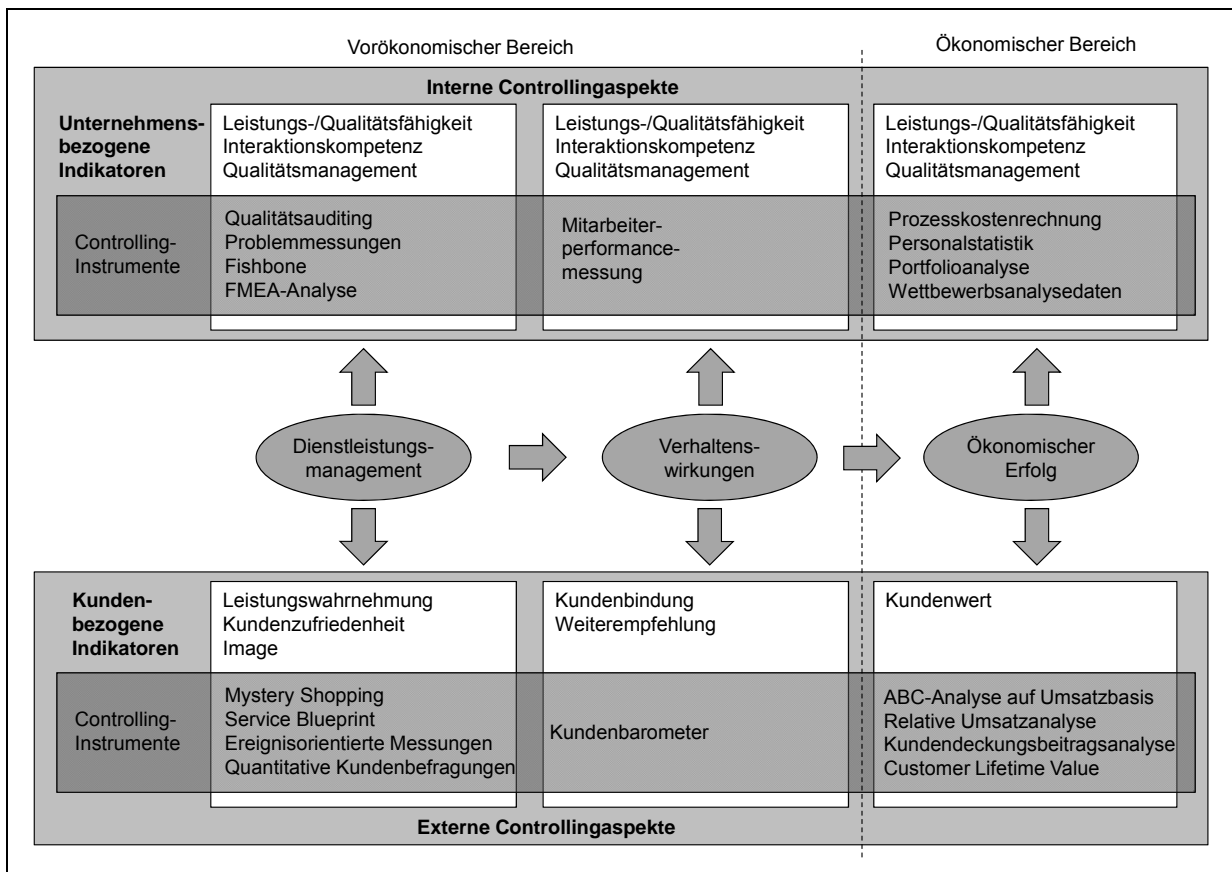 Vorökonomischer Bereich
Ökonomischer Bereich
Interne Controllingaspekte
Unternehmens-
bezogene
Indikatoren
Leistungs-/Qualitätsfähigkeit
Interaktionskompetenz
Qualitätsmanagement
Leistungs-/Qualitätsfähigkeit
Interaktionskompetenz
Qualitätsmanagement
Leistungs-/Qualitätsfähigkeit
Interaktionskompetenz
Qualitätsmanagement
Controlling-
Instrumente
Qualitätsauditing
Problemmessungen
Fishbone
FMEA-Analyse
Mitarbeiter-
performance-
messung
Prozesskostenrechnung
Personalstatistik
Portfolioanalyse
Wettbewerbsanalysedaten
Dienstleistungs-
management
Verhaltens-
wirkungen
Ökonomischer
Erfolg
Kunden-
bezogene
Indikatoren
Leistungswahrnehmung
Kundenzufriedenheit
Image
Kundenbindung
Weiterempfehlung
Kundenwert
Controlling-
Instrumente
Mystery Shopping
Service Blueprint
Ereignisorientierte Messungen
Quantitative Kundenbefragungen
Kundenbarometer
ABC-Analyse auf Umsatzbasis
Relative Umsatzanalyse
Kundendeckungsbeitragsanalyse
Customer Lifetime Value
Externe Controllingaspekte